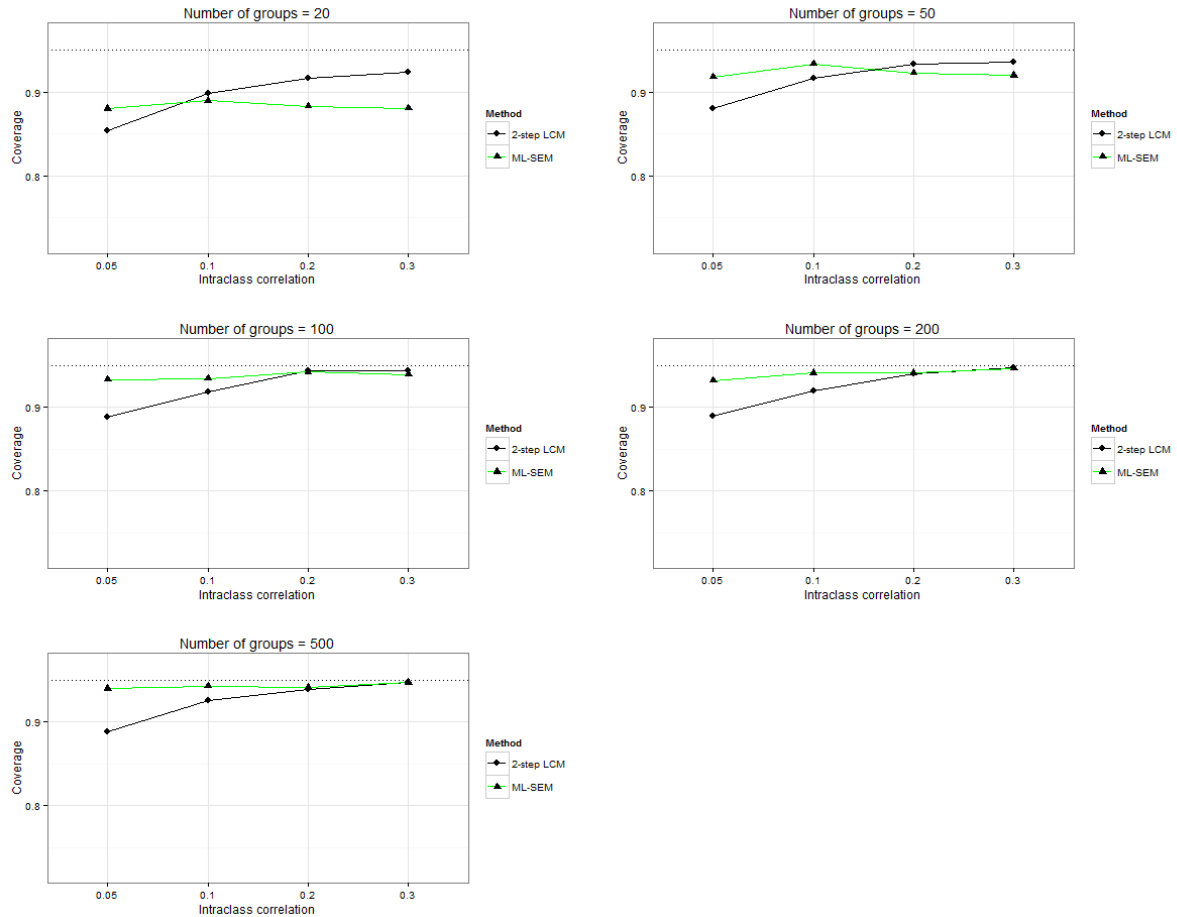 Number of groups = 20
Coverage
0.9
0.8
0.05 0.1 0.2 0.3
Intraclass correlation
Method
2-step LCM
ML-SEM
Number of groups = 50
Coverage
0.9
0.8
0.05 0.1 0.2 0.3
Intraclass correlation
Method
2-step LCM
ML-SEM
Number of groups = 100
Coverage
0.9
0.8
0.05 0.1 0.2 0.3
Intraclass correlation
Method
2-step LCM
ML-SEM
Number of groups = 200
Coverage
0.9
0.8
0.05 0.1 0.2 0.3
Intraclass correlation
Method
2-step LCM
ML-SEM
Number of groups = 500
Coverage
0.9
0.8
0.05 0.1 0.2 0.3
Intraclass correlation
Method
2-step LCM
ML-SEM